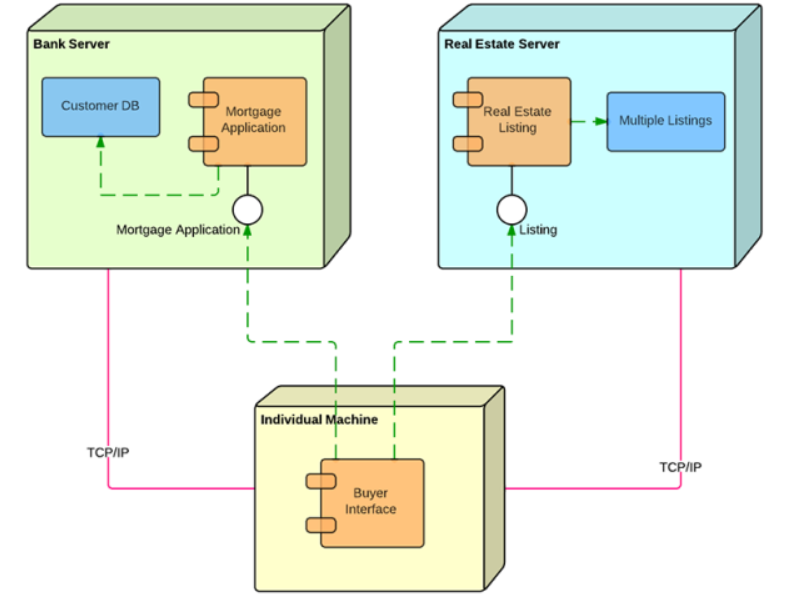 Bank Server
Customer DB
Mortgage
Application
Mortgage Application
Real Estate Server
Real Estate
Listing
Multiple Listings
Listing
Individual Machine
Buyer
Interface
TCP/IP
TCP/IP